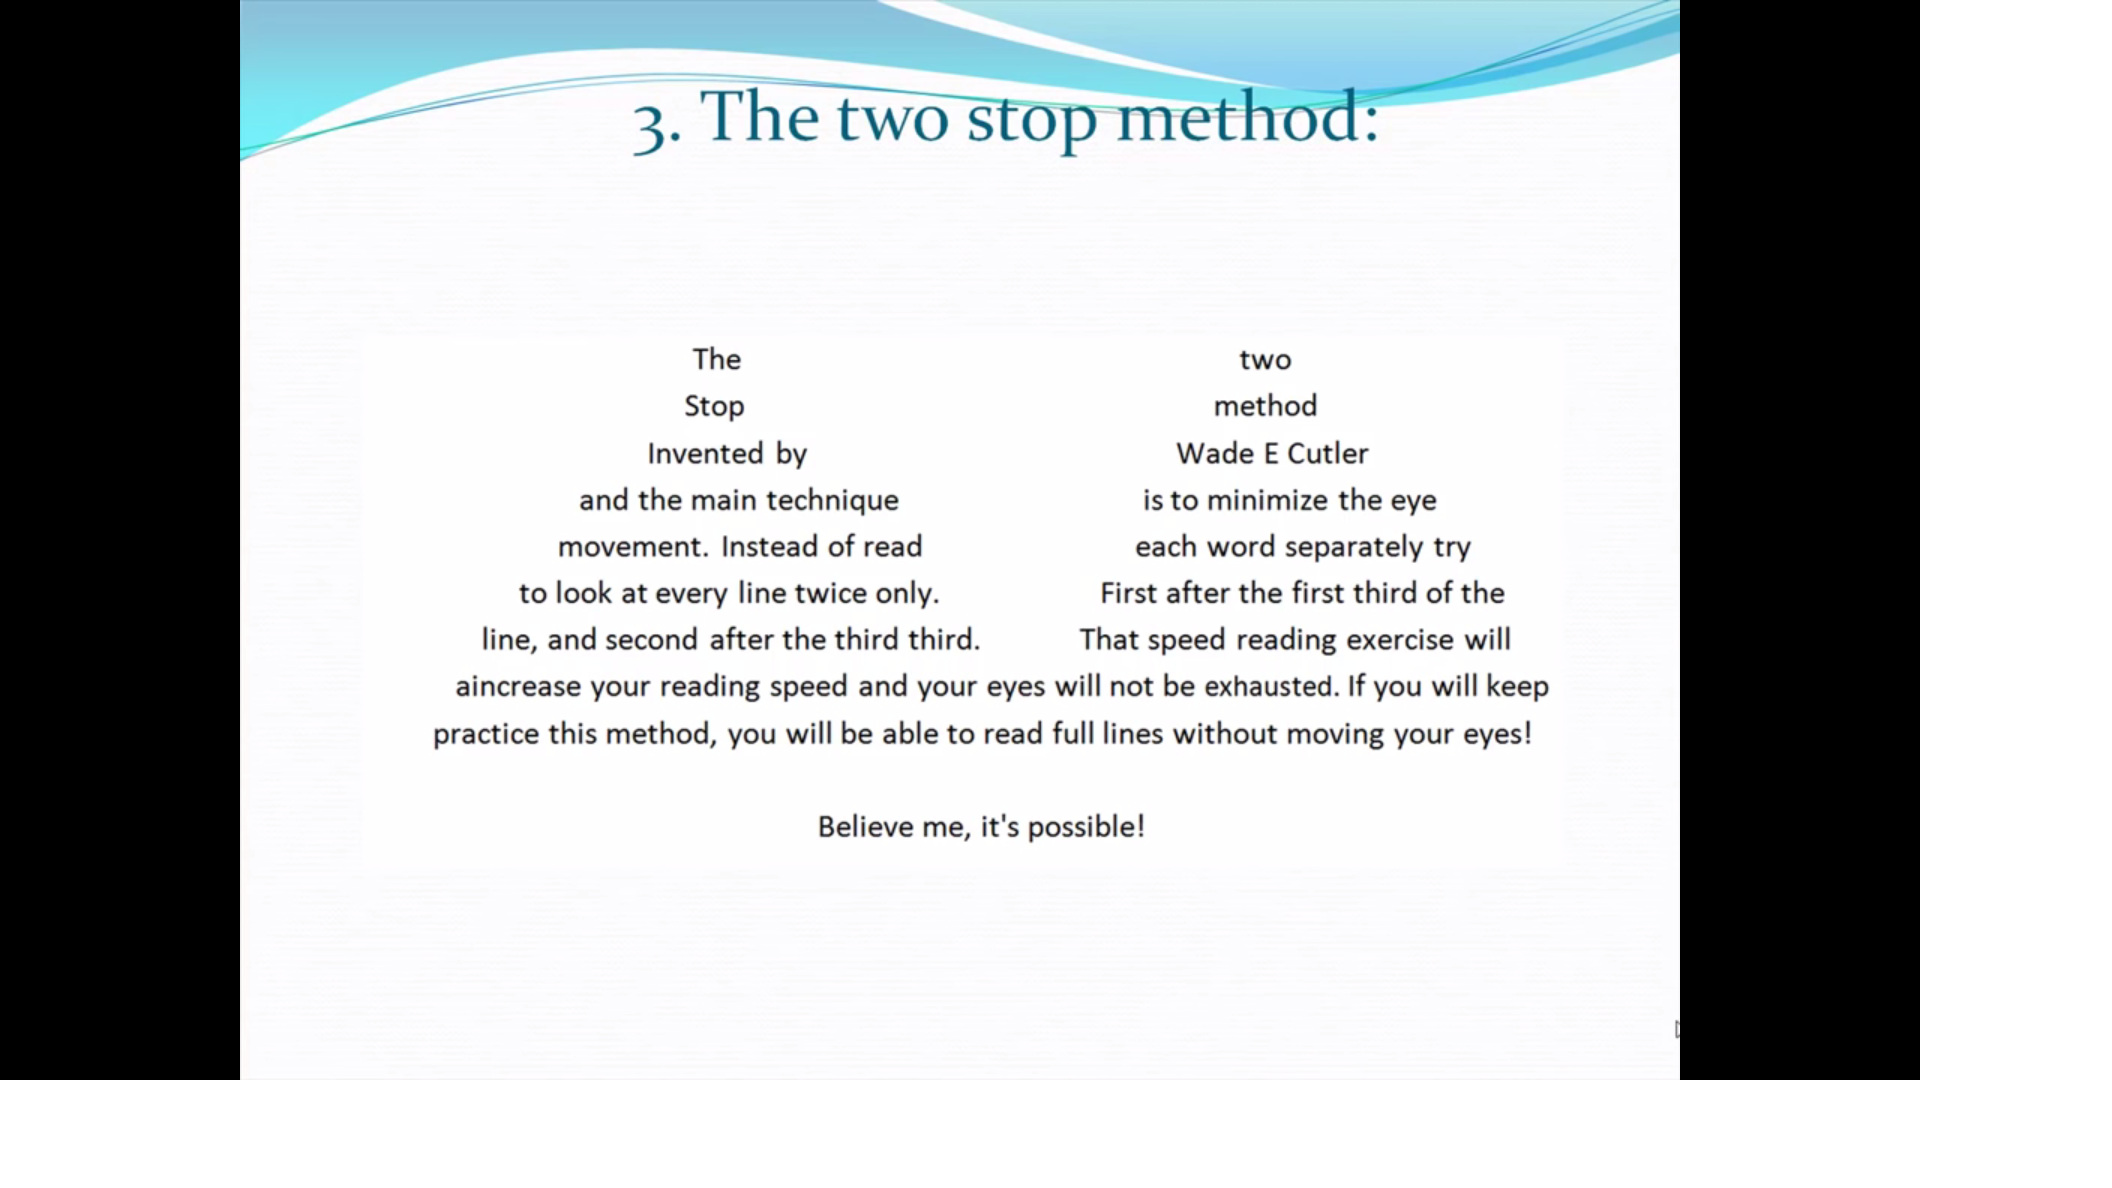 3. The two stop method:
The two
Stop method
Invented by Wade E Cutler
and the main technique is to minimize the eye
movement. Instead of read each word separately try
to look at every line twice only. First after the first third of the
line, and second after the third third. That speed reading exercise will
aincrease your reading speed and your eyes will not be exhausted. If you will keep
practice this method, you will be able to read full lines without moving your eyes!
Believe me, it's possible!